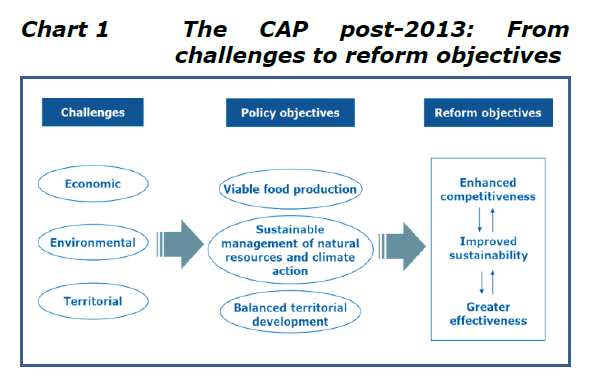 Chart 1 The CAP post-2013: From
challenges to reform objectives
Challenges
Policy objectives
Reform objectives
Economic
Environmental
Territorial
Viable food production
Sustainable
management of natural
resources and climate
action
Balanced territorial
development
Enhanced
competitiveness
Improved
sustainability
Greater
effectiveness